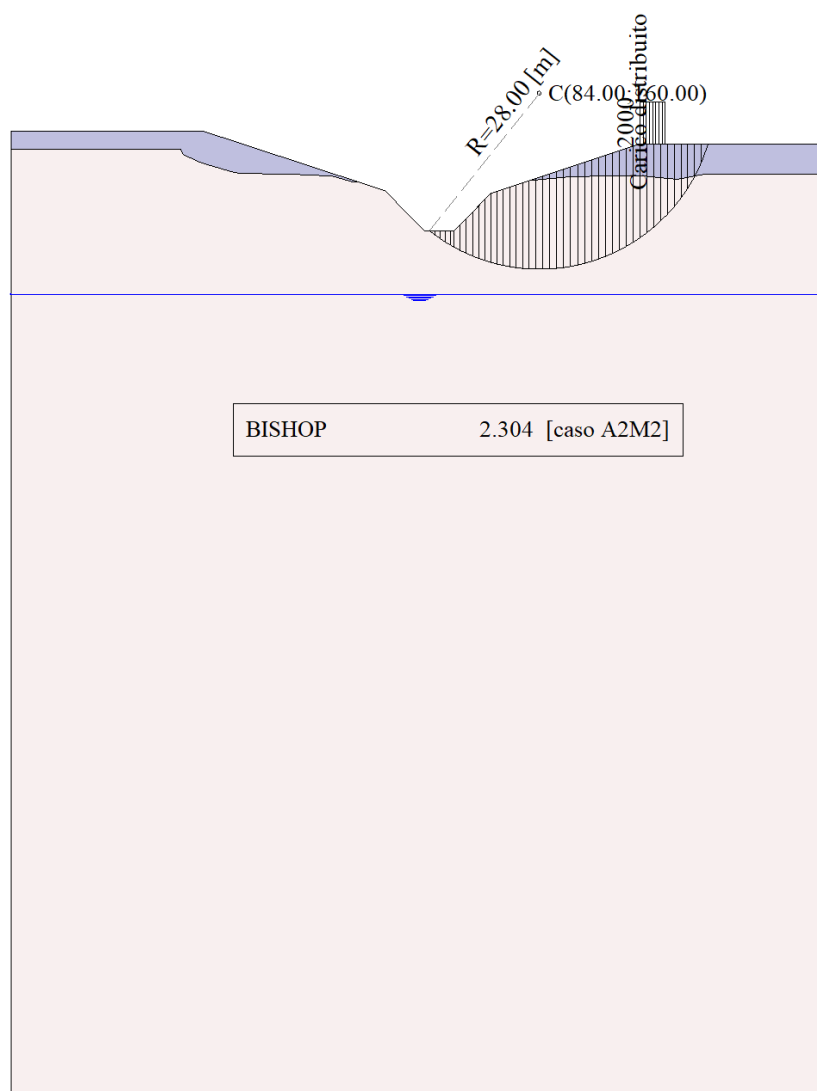 R=28.00 [m]
C(84.00; 60.00)
2000
Carico distribuito
BISHOP 2.304 [caso A2M2]